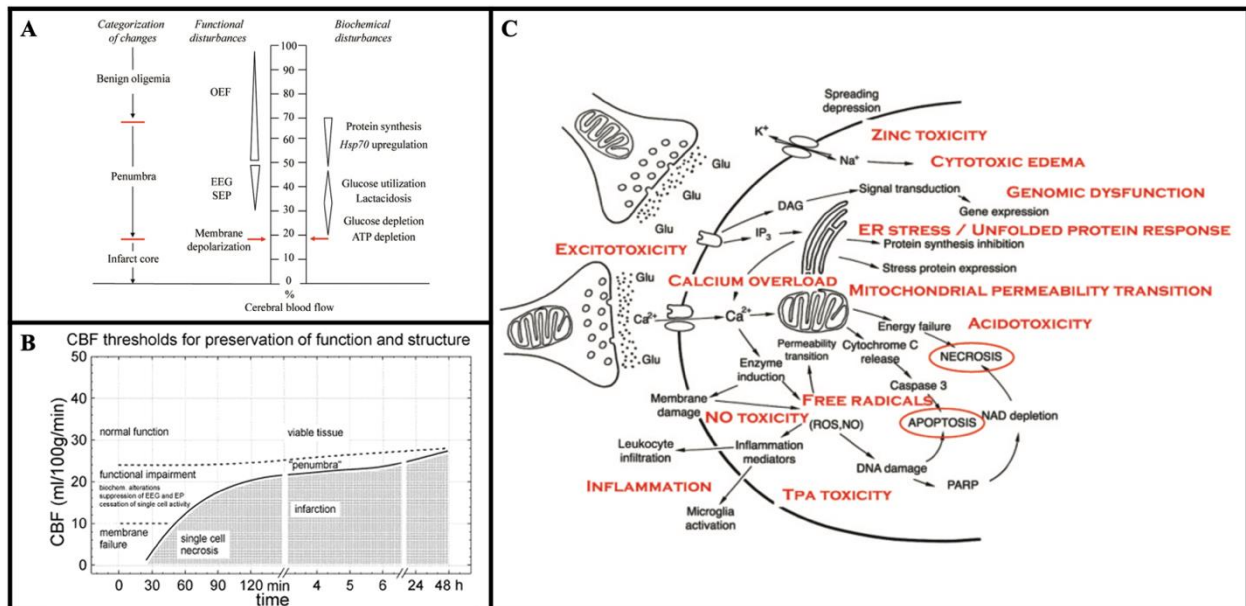 A
Categorization
of changes
Functional
disturbances
Biochemical
disturbances
Benign oligemia
Penumbra
Infarct core
OEF
EEG
SEP
Membrane
depolarization
100
90
80
70
60
50
40
30
20
10
0
%
Cerebral blood flow
Protein synthesis
Hsp70 upregulation
Glucose utilization
Lactacidosis
Glucose depletion
ATP depletion
B
CBF thresholds for preservation of function and structure
CBF (ml/100g/min)
50
40
30
20
10
0
normal function
viable tissue
"penumbra"
functional impairment
biochem. alterations
suppression of EEG and EP
cessation of single cell activity
membrane
failure
single cell
necrosis
infarction
0 30 60 90 120 min 4 5 6 24 48 h
time
C
Spreading
depression
K+
Na+
ZINC TOXICITY
CYTOTOXIC EDEMA
Glu
Glu
Glu
DAG
Signal transduction
GENOMIC DYSFUNCTION
Gene expression
IP3
EXCITOTOXICITY
ER STRESS / UNFOLDED PROTEIN RESPONSE
Protein synthesis inhibition
Stress protein expression
Glu
CALCIUM OVERLOAD
MITOCHONDRIAL PERMEABILITY TRANSITION
Ca2+
Ca2+
Glu
Permeability
transition
Energy failure
ACIDOTOXICITY
Cytochrome C
release
NECROSIS
Enzyme
induction
Caspase 3
Membrane
damage
FREE RADICALS
NO TOXICITY
(ROS,NO)
APOPTOSIS
NAD depletion
Leukocyte
infiltration
Inflammation
mediators
DNA damage
PARP
INFLAMMATION
TPA TOXICITY
Microglia
activation